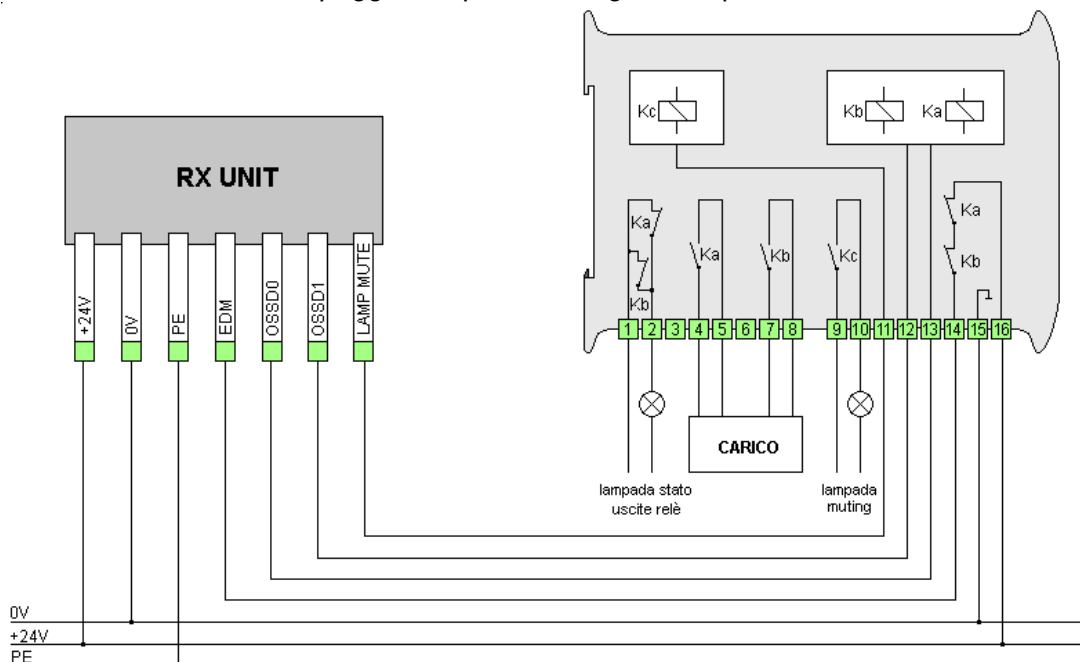 Kc
Kb
Ka
RX UNIT
Ka
Kb
Ka
Kb
Kc
Ka
Kb
+24V
0V
PE
EDM
OSSD0
OSSD1
LAMP MUTE
1 2 3 4 5 6 7 8 9 10 11 12 13 14 15 16
CARICO
lampada stato
uscite relè
lampada
muting
0V
+24V
PE